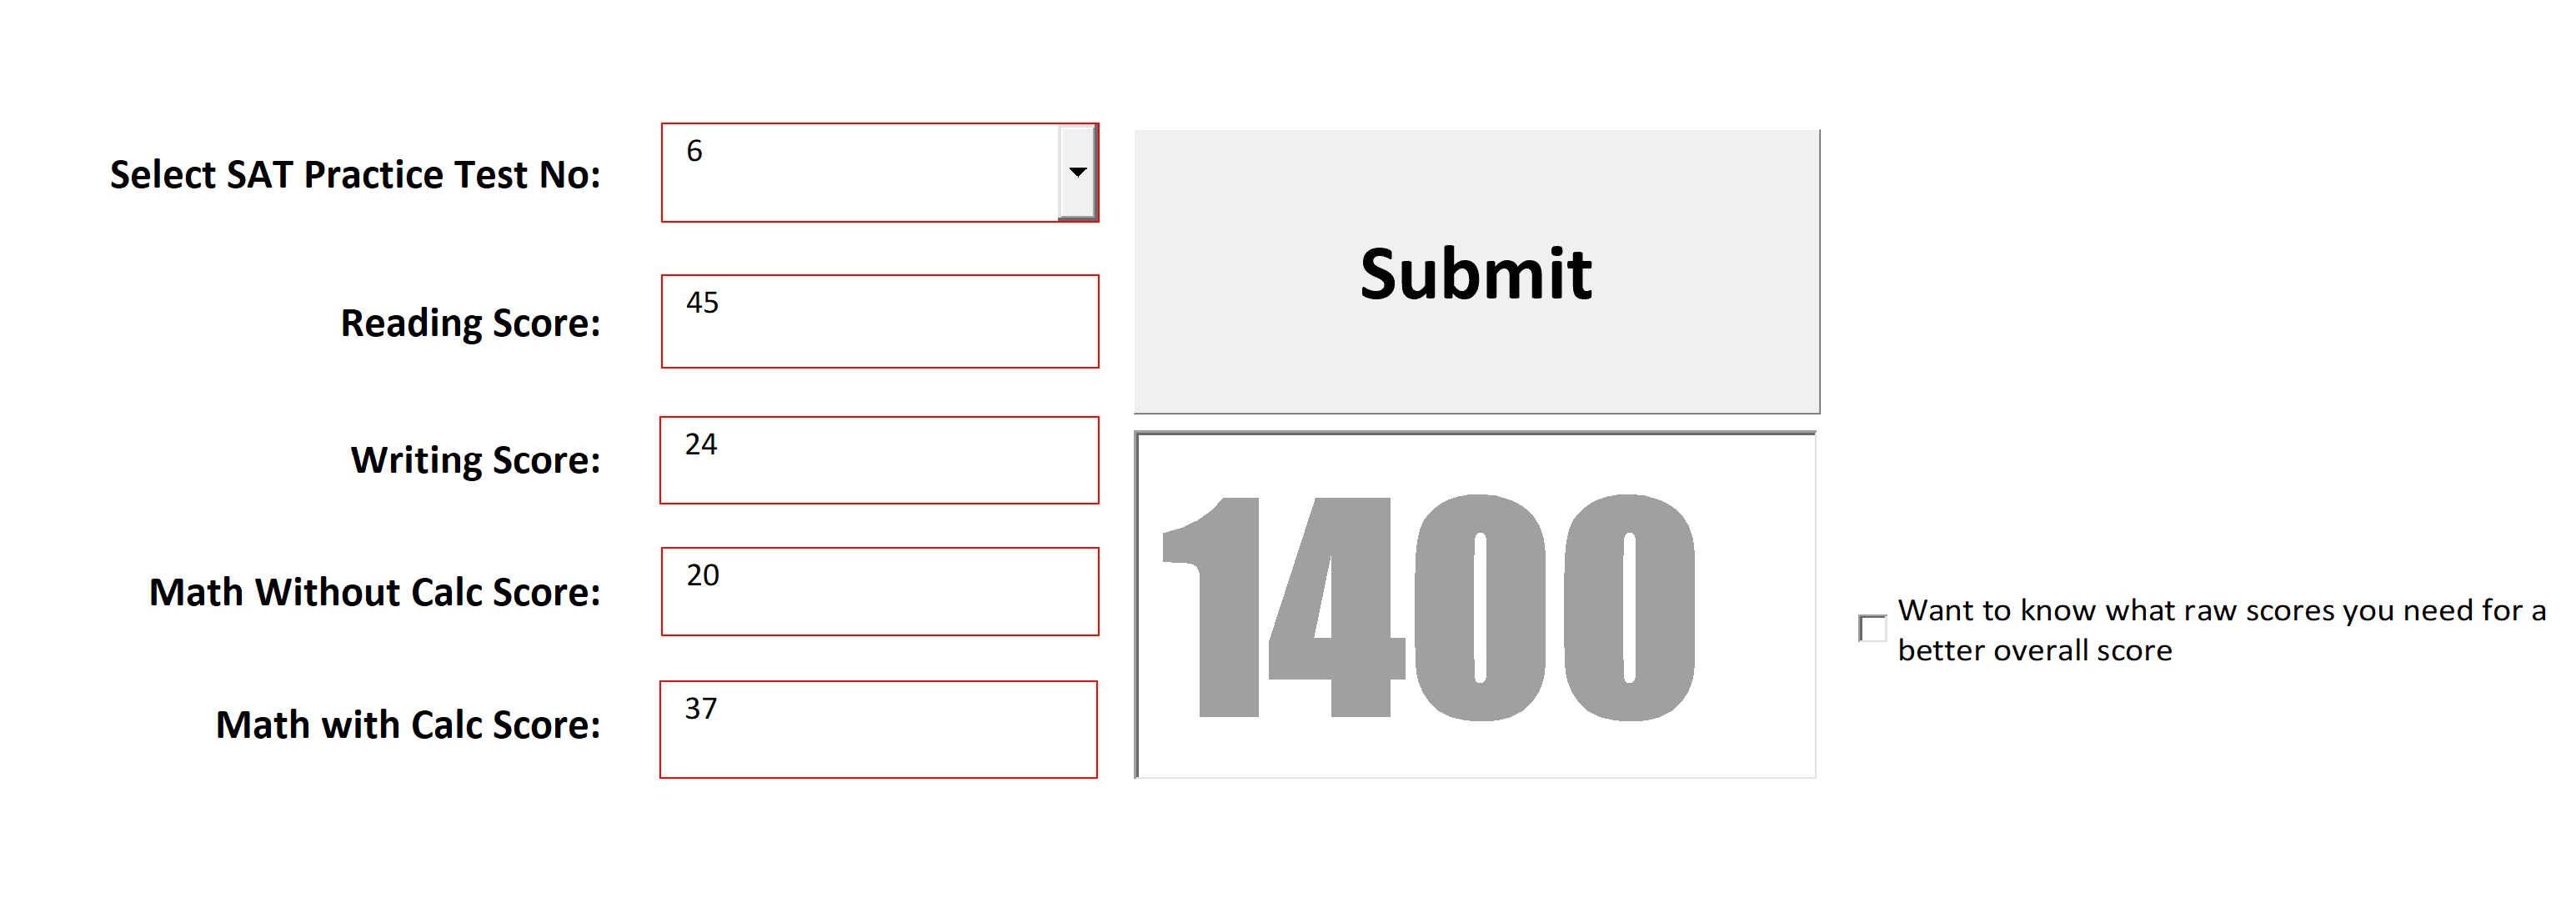 Select SAT Practice Test No:
6
Reading Score:
45
Writing Score:
24
Math Without Calc Score:
20
Math with Calc Score:
37
Submit
1400
Want to know what raw scores you need for a
better overall score